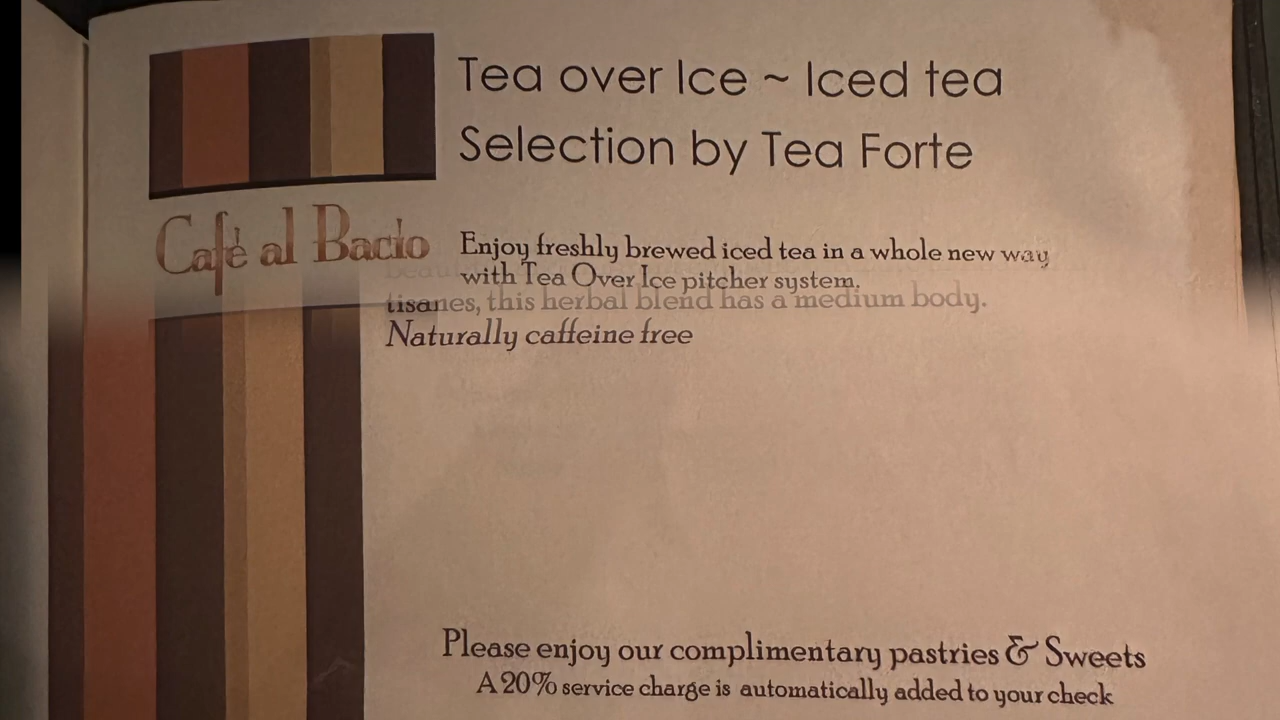 Tea over Ice ~ Iced tea
Selection by Tea Forte
Café al Bacio
Enjoy freshly brewed iced tea in a whole new way
with Tea Over Ice pitcher system.
tisanes, this herbal blend has a medium body.
Naturally caffeine free
Please enjoy our complimentary pastries & Sweets
A 20% service charge is automatically added to your check